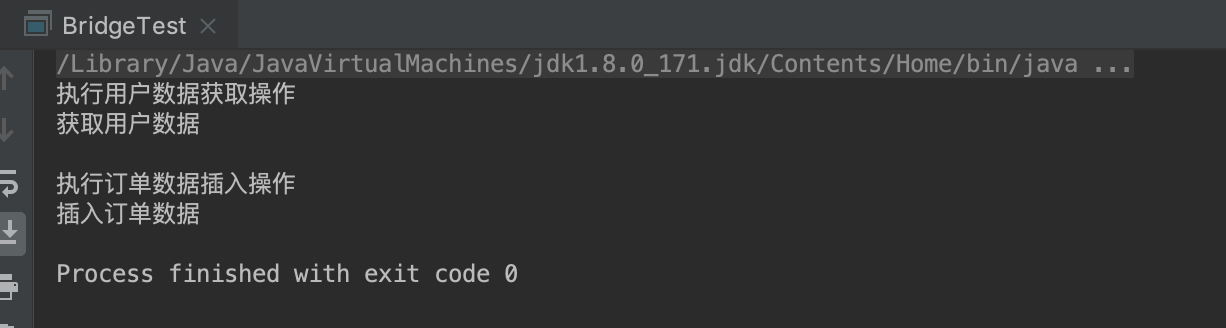 BridgeTest
/Library/Java/JavaVirtualMachines/jdk1.8.0_171.jdk/Contents/Home/bin/java ...
执行用户数据获取操作
获取用户数据
执行订单数据插入操作
插入订单数据
Process finished with exit code 0